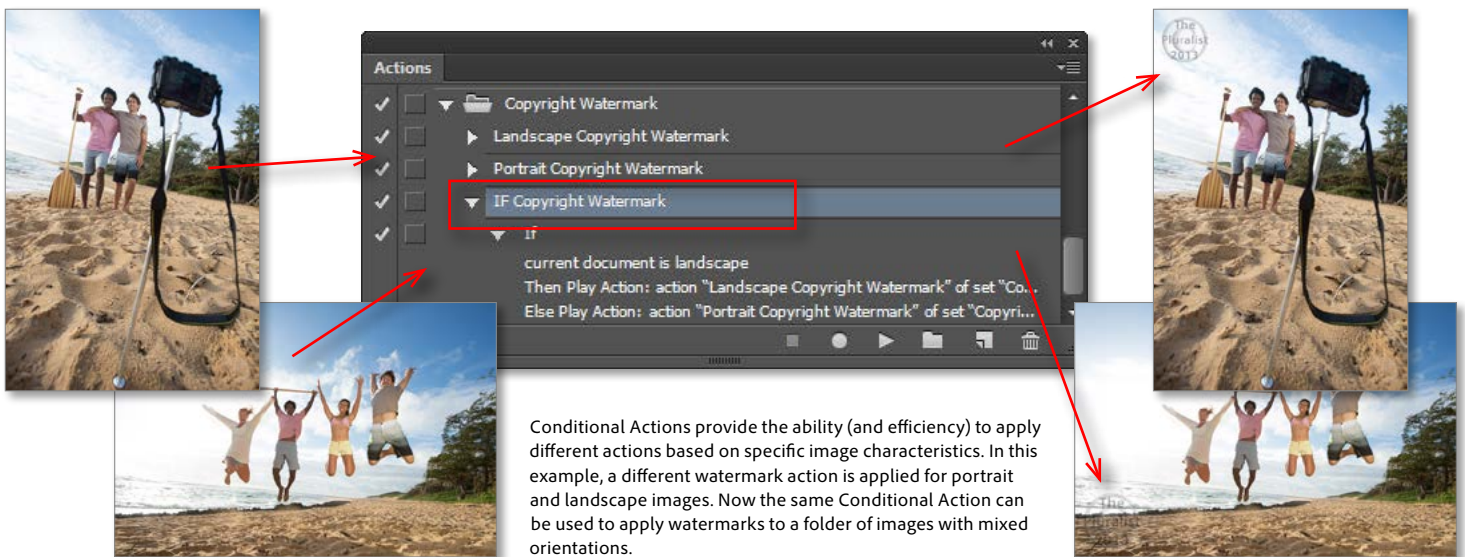 Actions
Copyright Watermark
Landscape Copyright Watermark
Portrait Copyright Watermark
IF Copyright Watermark
If
current document is landscape
Then Play Action: action "Landscape Copyright Watermark" of set "Co...
Else Play Action: action "Portrait Copyright Watermark" of set "Copyri...
Conditional Actions provide the ability (and efficiency) to apply
different actions based on specific image characteristics. In this
example, a different watermark action is applied for portrait
and landscape images. Now the same Conditional Action can
be used to apply watermarks to a folder of images with mixed
orientations.
The
Pluralist
2013
The
Pluralist